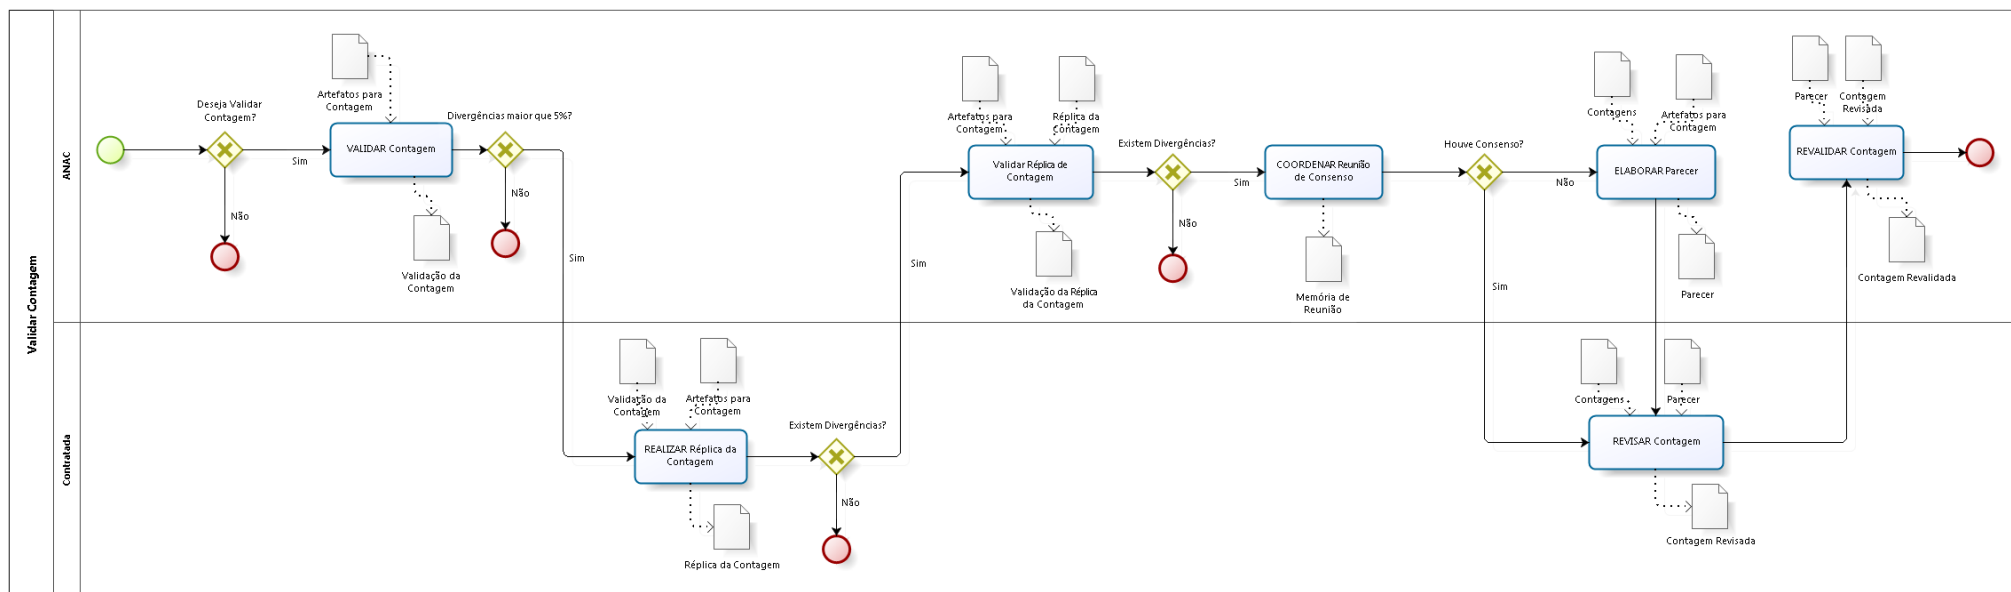 Validar Contagem
ANAC
Deseja Validar
Contagem?
Sim
Não
Artefatos para
Contagem
VALIDAR Contagem
Validação da
Contagem
Divergências maior que 5%?
Não
Sim
Artefatos para
Contagem
Réplica da
Contagem
Validar Réplica de
Contagem
Validação da Réplica
da Contagem
Existem Divergências?
Sim
Não
COORDENAR Reunião
de Consenso
Memória de
Reunião
Houve Consenso?
Não
Sim
Contagens
Artefatos para
Contagem
ELABORAR Parecer
Parecer
Parecer
Contagem
Revisada
REVALIDAR Contagem
Contagem Revalidada
Contratada
Validação da
Contagem
Artefatos para
Contagem
REALIZAR Réplica da
Contagem
Réplica da Contagem
Existem Divergências?
Não
Sim
Contagens
Parecer
REVISAR Contagem
Contagem Revisada